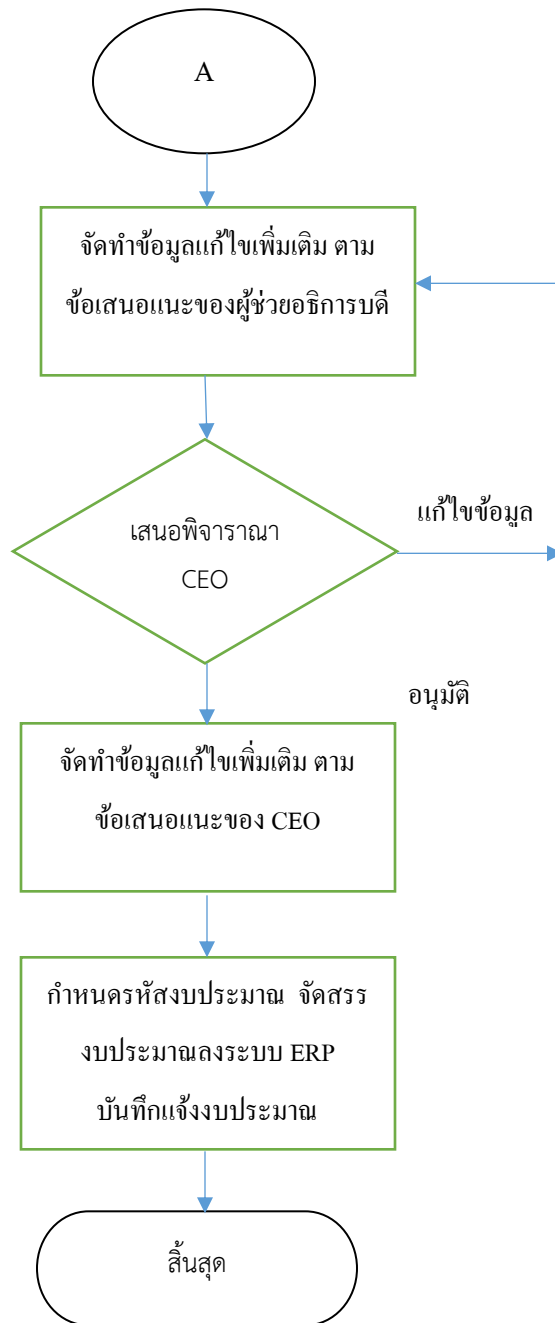 A
จัดทำข้อมูลแก้ไขเพิ่มเติม ตาม
ข้อเสนอแนะของผู้ช่วยอธิการบดี
เสนอพิจาราณา
CEO
แก้ไขข้อมูล
อนุมัติ
จัดทำข้อมูลแก้ไขเพิ่มเติม ตาม
ข้อเสนอแนะของ CEO
กำหนดรหัสงบประมาณ จัดสรร
งบประมาณลงระบบ ERP
บันทึกแจ้งงบประมาณ
สิ้นสุด